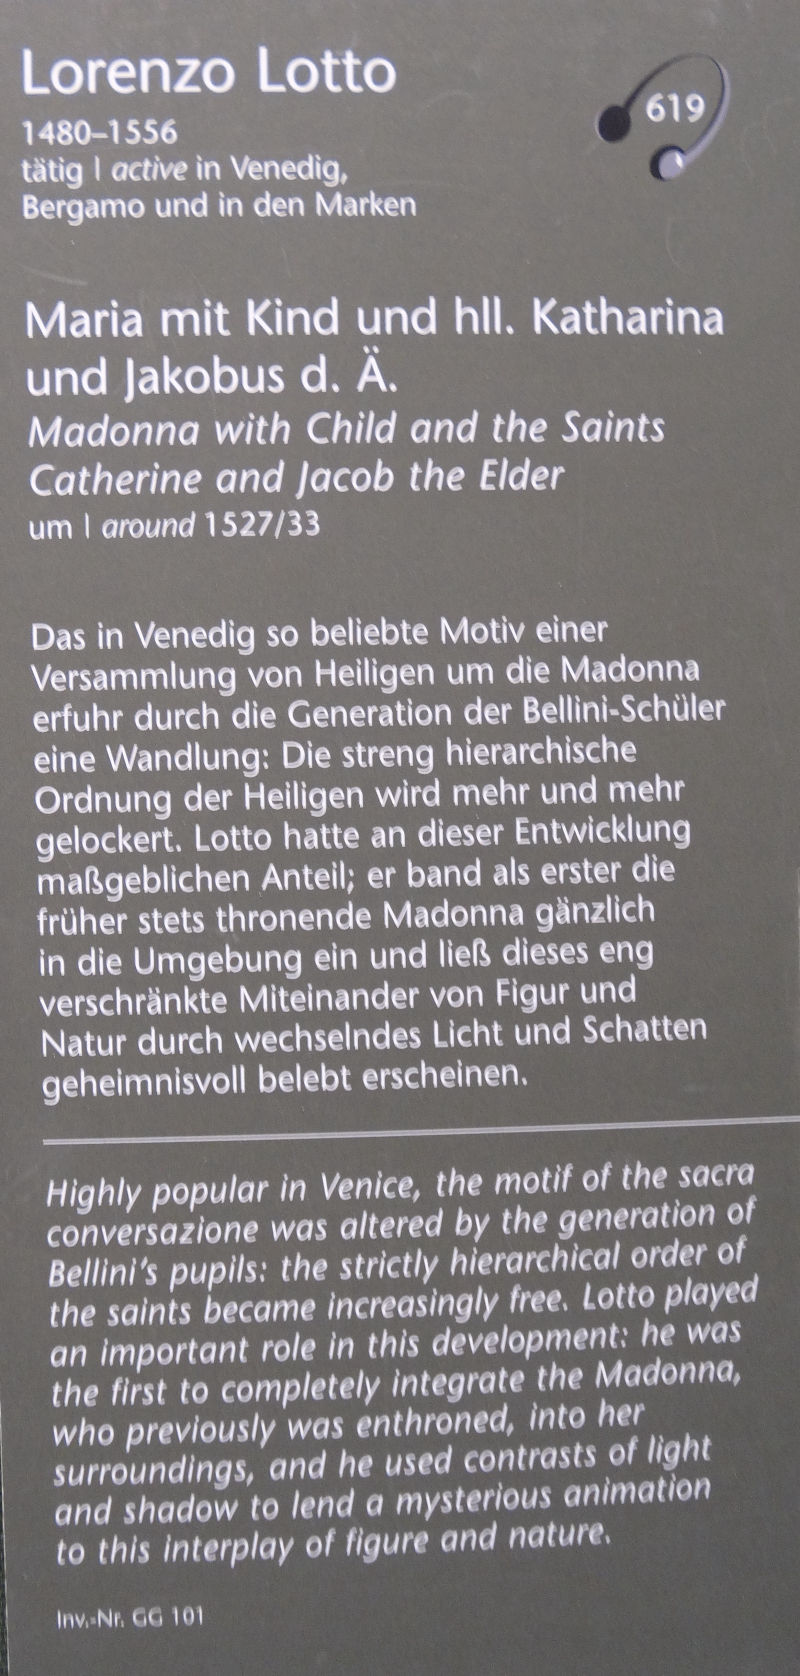 Lorenzo Lotto
619
1480–1556
tätig | active in Venedig,
Bergamo und in den Marken
Maria mit Kind und hll. Katharina
und Jakobus d. Ä.
Madonna with Child and the Saints
Catherine and Jacob the Elder
um | around 1527/33
Das in Venedig so beliebte Motiv einer
Versammlung von Heiligen um die Madonna
erfuhr durch die Generation der Bellini-Schüler
eine Wandlung: Die streng hierarchische
Ordnung der Heiligen wird mehr und mehr
gelockert. Lotto hatte an dieser Entwicklung
maßgeblichen Anteil; er band als erster die
früher stets thronende Madonna gänzlich
in die Umgebung ein und ließ dieses eng
verschränkte Miteinander von Figur und
Natur durch wechselndes Licht und Schatten
geheimnisvoll belebt erscheinen.
Highly popular in Venice, the motif of the sacra
conversazione was altered by the generation of
Bellini's pupils: the strictly hierarchical order of
the saints became increasingly free. Lotto played
an important role in this development: he was
the first to completely integrate the Madonna,
who previously was enthroned, into her
surroundings, and he used contrasts of light
and shadow to lend a mysterious animation
to this interplay of figure and nature.
Inv.-Nr. GG 101